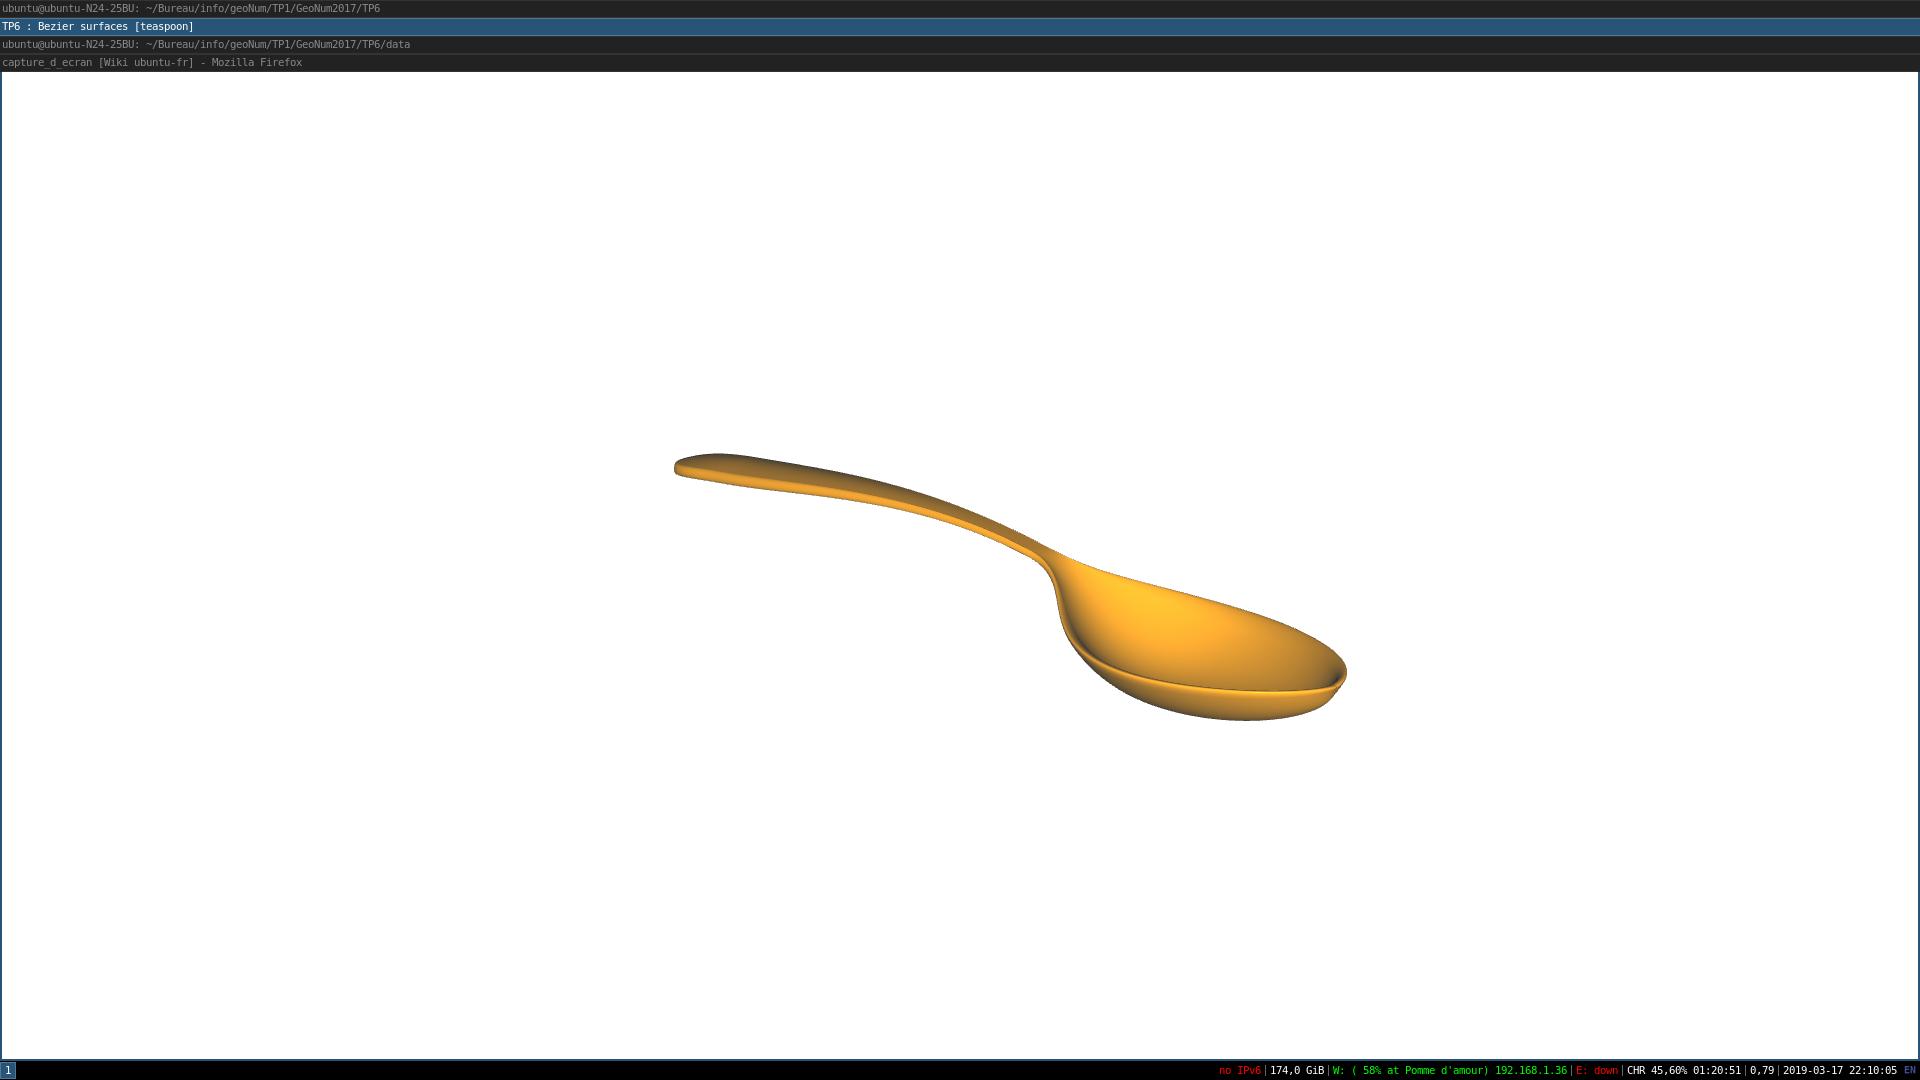 ubuntu@ubuntu-N24-25BU: ~/Bureau/info/geoNum/TP1/GeoNum2017/TP6
TP6 : Bezier surfaces [teaspoon]
ubuntu@ubuntu-N24-25BU: ~/Bureau/info/geoNum/TP1/GeoNum2017/TP6/data
capture_d_ecran [Wiki ubuntu-fr] - Mozilla Firefox
1 no IPv6|174,0 GiB|W: ( 58% at Pomme d'amour) 192.168.1.36|E: down|CHR 45,60% 01:20:51|0,79|2019-03-17 22:10:05 EN